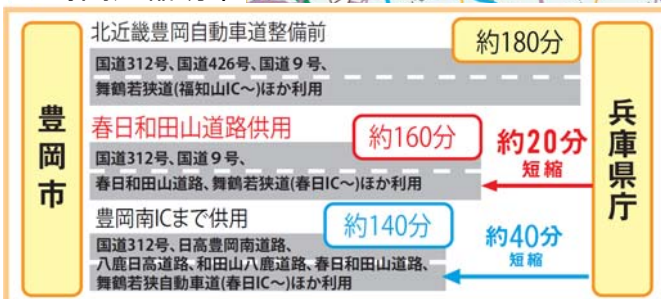 豊岡市
北近畿豊岡自動車道整備前
約180分
国道312号、国道426号、国道９号、
舞鶴若狭道(福知山IC～)ほか利用
春日和田山道路供用
約160分
約20分
短縮
国道312号、国道９号、
春日和田山道路、舞鶴若狭道(春日IC～)ほか利用
豊岡南ICまで供用
約140分
約40分
短縮
国道312号、日高豊岡南道路、
八鹿日高道路、和田山八鹿道路、春日和田山道路、
舞鶴若狭自動車道(春日IC～)ほか利用
兵庫県庁